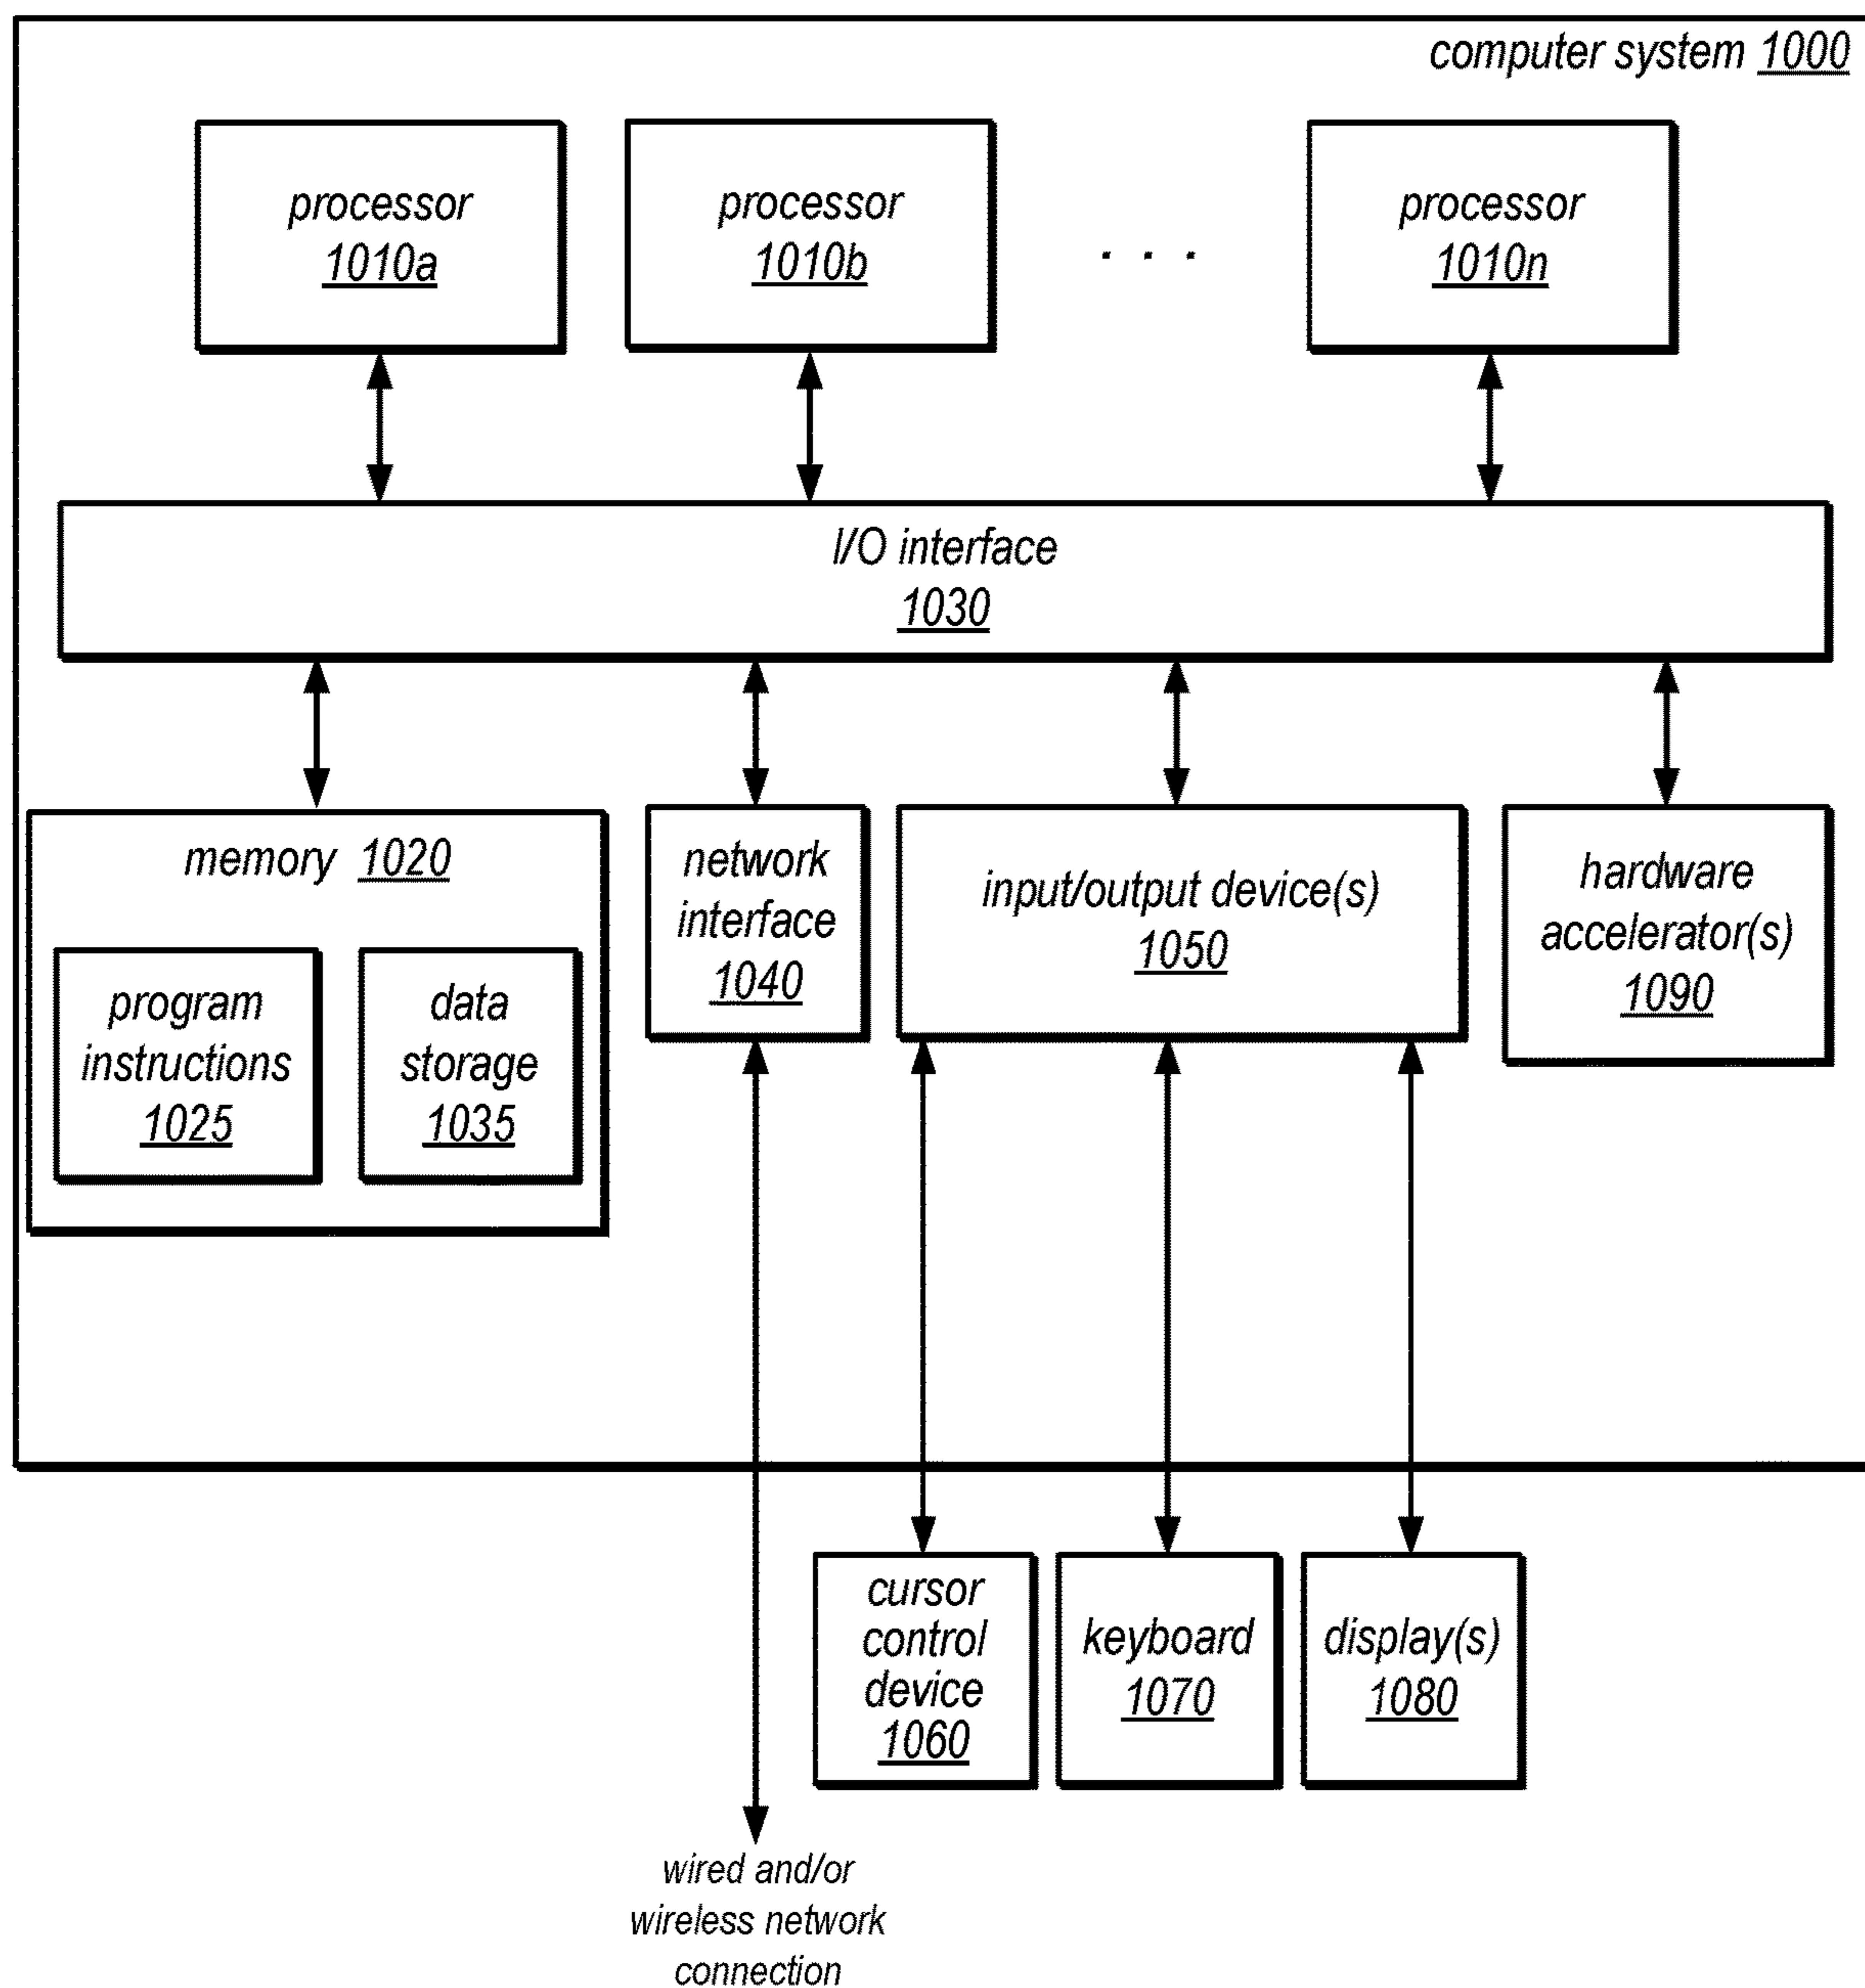 computer system 1000
processor
1010a
processor
1010b
. . .
processor
1010n
I/O interface
1030
memory 1020
program
instructions
1025
data
storage
1035
network
interface
1040
input/output device(s)
1050
hardware
accelerator(s)
1090
cursor
control
device
1060
keyboard
1070
display(s)
1080
wired and/or
wireless network
connection